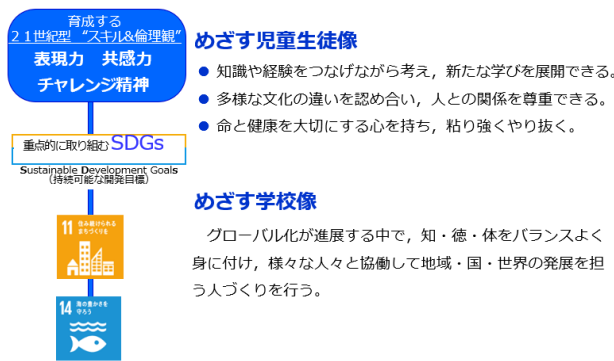 育成する
21世紀型 “スキル&倫理観”
表現力 共感力
チャレンジ精神
重点的に取り組む SDGs
Sustainable Development Goals
(持続可能な開発目標)
11 住み続けられる
まちづくりを
14 海の豊かさを
守ろう
めざす児童生徒像
● 知識や経験をつなげながら考え，新たな学びを展開できる。
● 多様な文化の違いを認め合い，人との関係を尊重できる。
● 命と健康を大切にする心を持ち，粘り強くやり抜く。
めざす学校像
グローバル化が進展する中で，知・徳・体をバランスよく
身に付け，様々な人々と協働して地域・国・世界の発展を担
う人づくりを行う。